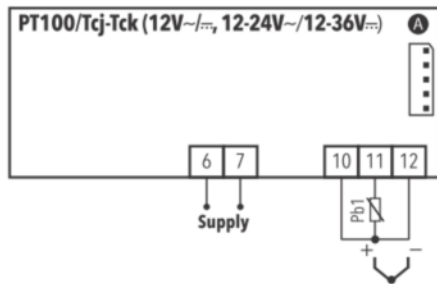 PT100/Tcj-Tck (12V~/⎓, 12-24V~/12-36V⎓) A
6 7 10 11 12
Pb1
Supply
+ −